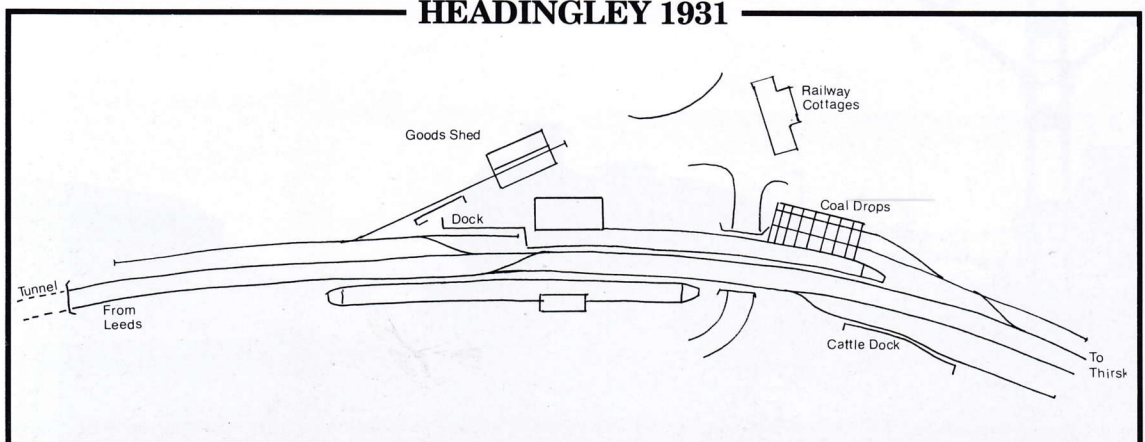 HEADINGLEY 1931
Railway
Cottages
Goods Shed
Coal Drops
Dock
Tunnel
From
Leeds
Cattle Dock
To
Thirsk